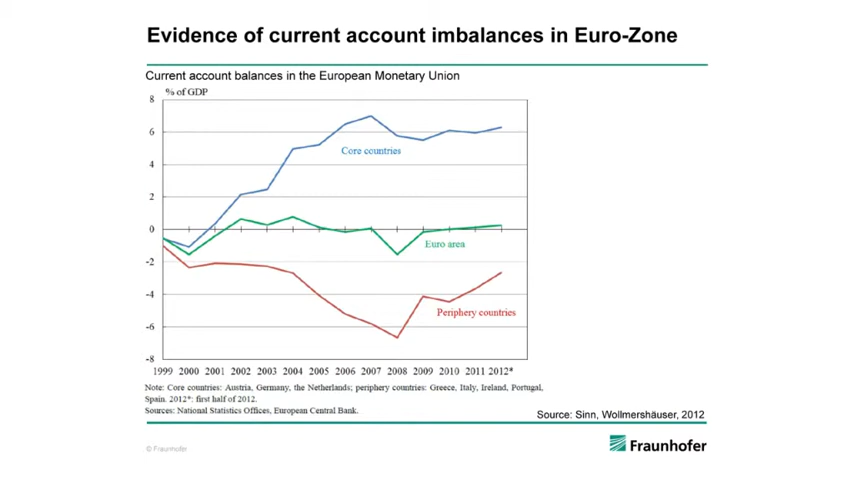 Evidence of current account imbalances in Euro-Zone
Current account balances in the European Monetary Union
% of GDP
8
6
4
2
0
-2
-4
-6
-8
Core countries
Euro area
Periphery countries
1999 2000 2001 2002 2003 2004 2005 2006 2007 2008 2009 2010 2011 2012*
Note: Core countries: Austria, Germany, the Netherlands; periphery countries: Greece, Italy, Ireland, Portugal,
Spain. 2012*: first half of 2012.
Sources: National Statistics Offices, European Central Bank.
Source: Sinn, Wollmershäuser, 2012
© Fraunhofer
Fraunhofer